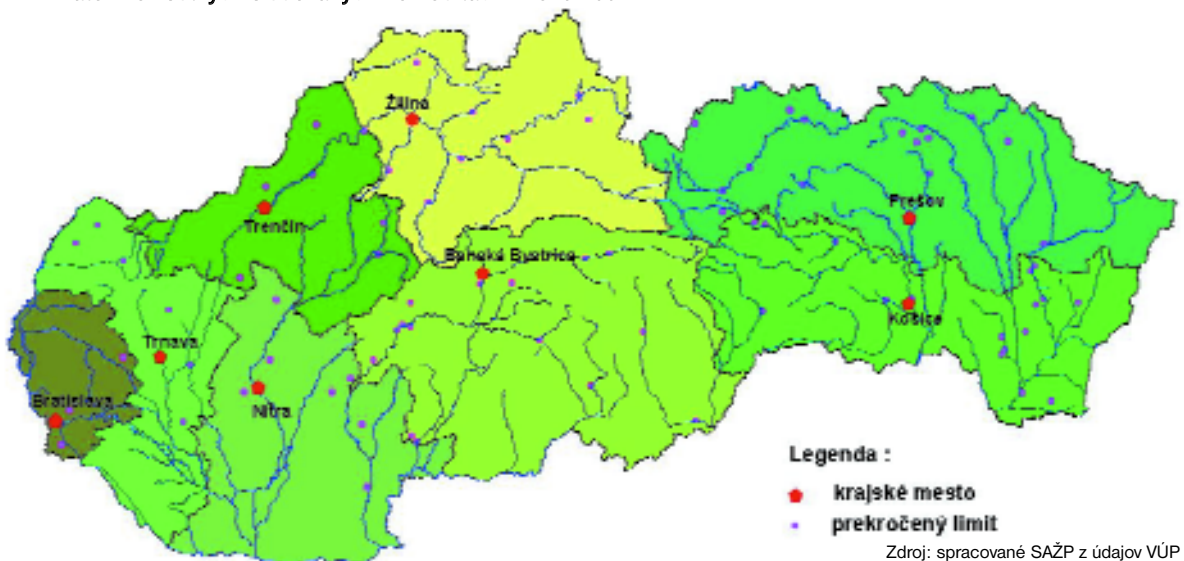 Žilina
Trenčín
Prešov
Banská Bystrica
Košice
Trnava
Nitra
Bratislava
Legenda :
krajské mesto
prekročený limit
Zdroj: spracované SAŽP z údajov VÚP